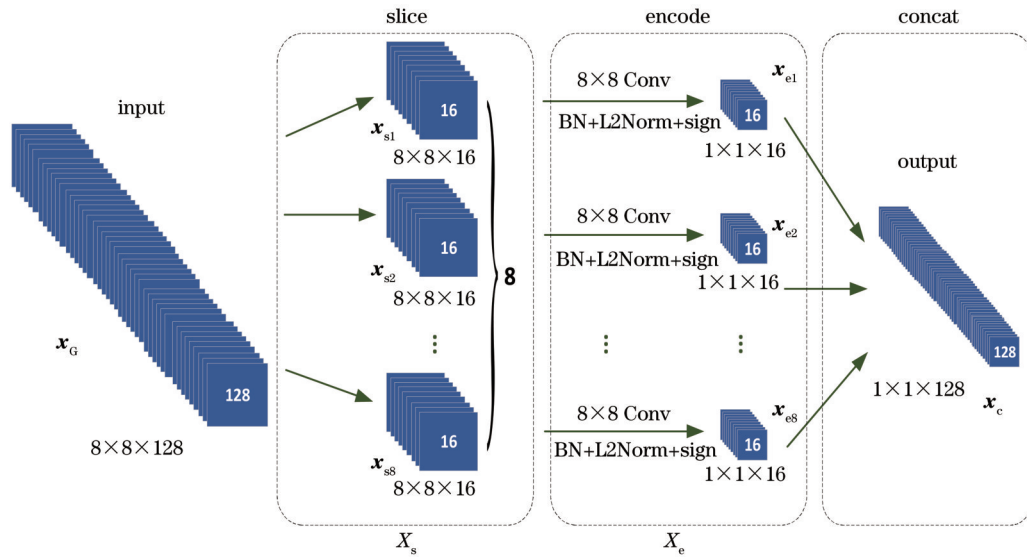 slice
encode
concat
input
128
x_G
8×8×128
16
x_s1
8×8×16
16
x_s2
8×8×16
⋮
16
x_s8
8×8×16
8
X_s
8×8 Conv
BN+L2Norm+sign
x_e1
16
1×1×16
8×8 Conv
BN+L2Norm+sign
x_e2
16
1×1×16
⋮ ⋮
8×8 Conv
BN+L2Norm+sign
x_e8
16
1×1×16
X_e
output
128
1×1×128
x_c